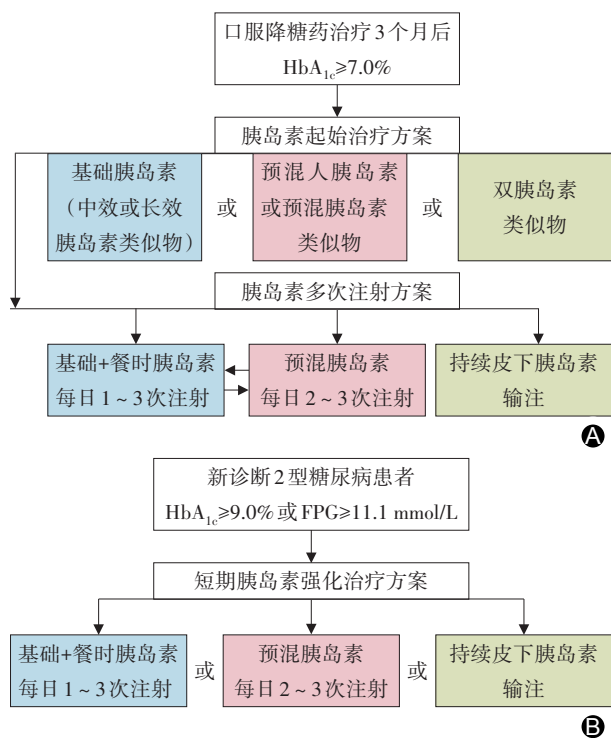 口服降糖药治疗3个月后
HbA1c≥7.0%
胰岛素起始治疗方案
基础胰岛素
（中效或长效
胰岛素类似物）
或
预混人胰岛素
或预混胰岛素
类似物
或
双胰岛素
类似物
胰岛素多次注射方案
基础+餐时胰岛素
每日1~3次注射
预混胰岛素
每日2~3次注射
持续皮下胰岛素
输注
A
新诊断2型糖尿病患者
HbA1c≥9.0%或FPG≥11.1 mmol/L
短期胰岛素强化治疗方案
基础+餐时胰岛素
每日1~3次注射
或
预混胰岛素
每日2~3次注射
或
持续皮下胰岛素
输注
B